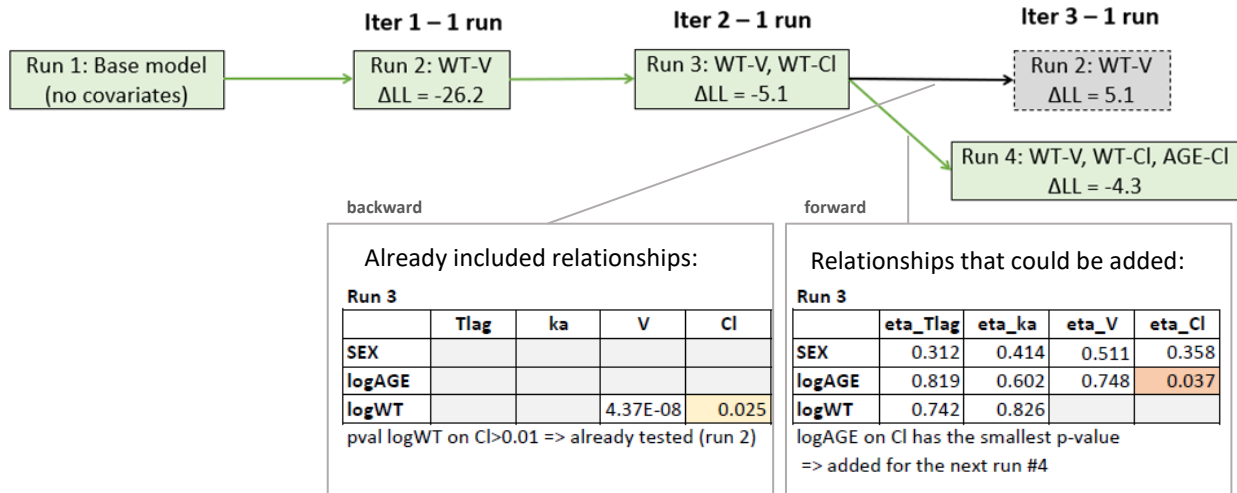 Iter 1 – 1 run
Iter 2 – 1 run
Iter 3 – 1 run
Run 1: Base model
(no covariates)
Run 2: WT-V
ΔLL = -26.2
Run 3: WT-V, WT-Cl
ΔLL = -5.1
Run 2: WT-V
ΔLL = 5.1
Run 4: WT-V, WT-Cl, AGE-Cl
ΔLL = -4.3
backward
Already included relationships:
Run 3
Tlag ka V Cl
SEX
logAGE
logWT 4.37E-08 0.025
pval logWT on Cl>0.01 => already tested (run 2)
forward
Relationships that could be added:
Run 3
eta_Tlag eta_ka eta_V eta_Cl
SEX 0.312 0.414 0.511 0.358
logAGE 0.819 0.602 0.748 0.037
logWT 0.742 0.826
logAGE on Cl has the smallest p-value
=> added for the next run #4